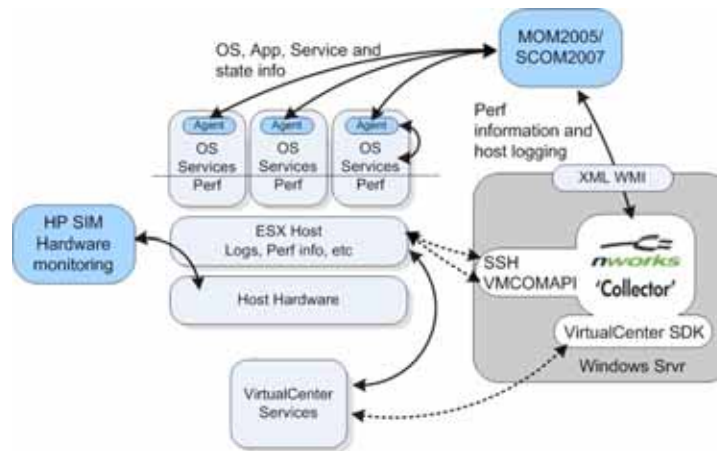 MOM2005/
SCOM2007
OS, App, Service and
state info
Agent
OS
Services
Perf
Agent
OS
Services
Perf
Agent
OS
Services
Perf
Perf
information and
host logging
XML WMI
HP SIM
Hardware
monitoring
ESX Host
Logs, Perf info, etc
Host Hardware
SSH
VMCOMAPI
nworks
'Collector'
VirtualCenter SDK
Windows Srvr
VirtualCenter
Services